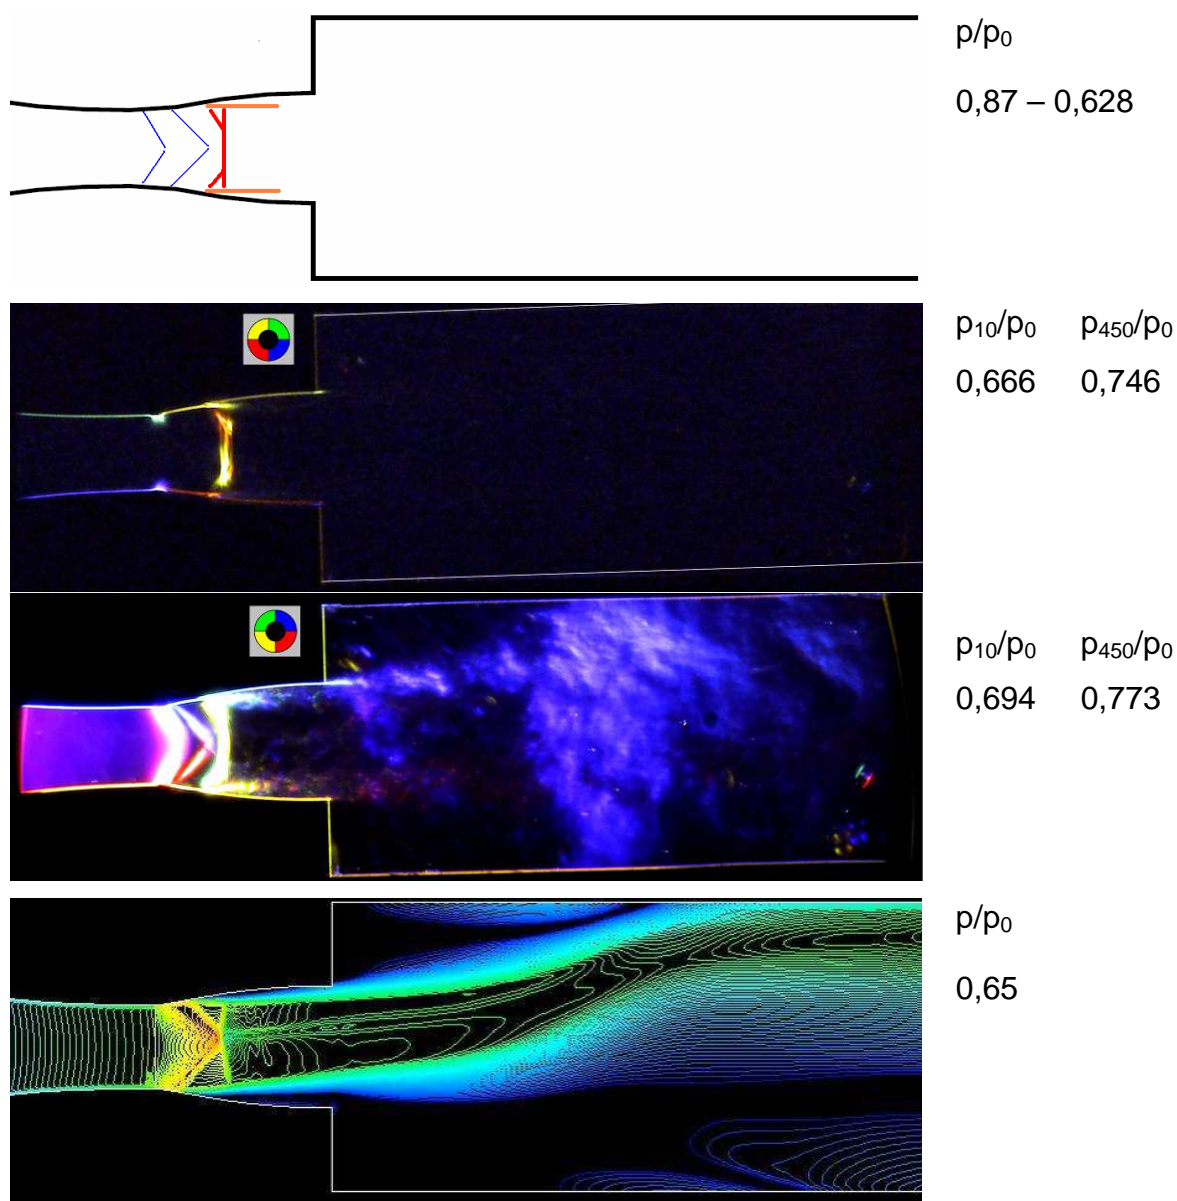 p/p₀
0,87 – 0,628
p₁₀/p₀ p₄₅₀/p₀
0,666 0,746
p₁₀/p₀ p₄₅₀/p₀
0,694 0,773
p/p₀
0,65